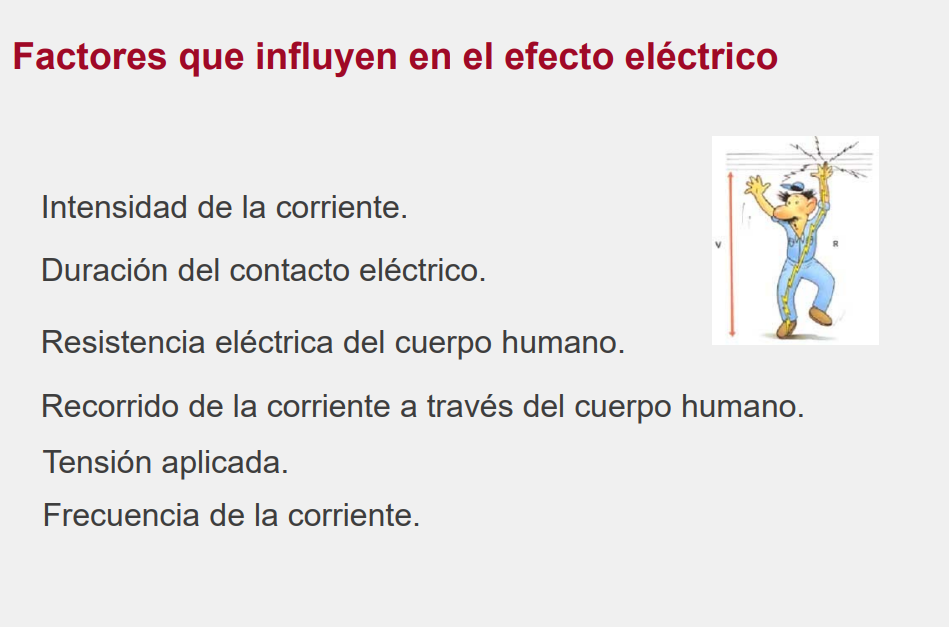 Factores que influyen en el efecto eléctrico
Intensidad de la corriente.
Duración del contacto eléctrico.
V
R
Resistencia eléctrica del cuerpo humano.
Recorrido de la corriente a través del cuerpo humano.
Tensión aplicada.
Frecuencia de la corriente.